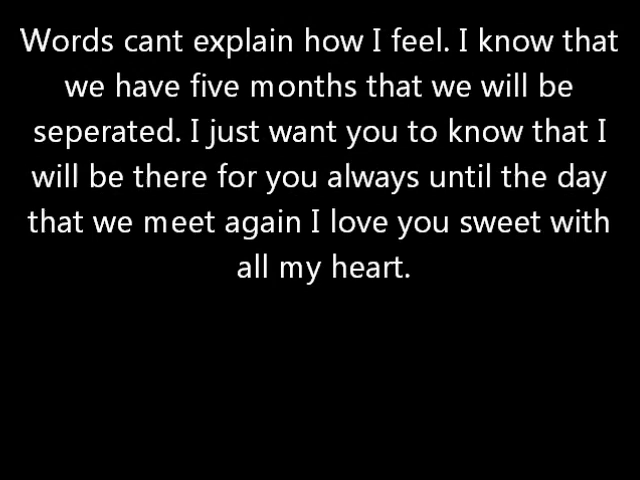 Words cant explain how I feel. I know that
we have five months that we will be
seperated. I just want you to know that I
will be there for you always until the day
that we meet again I love you sweet with
all my heart.